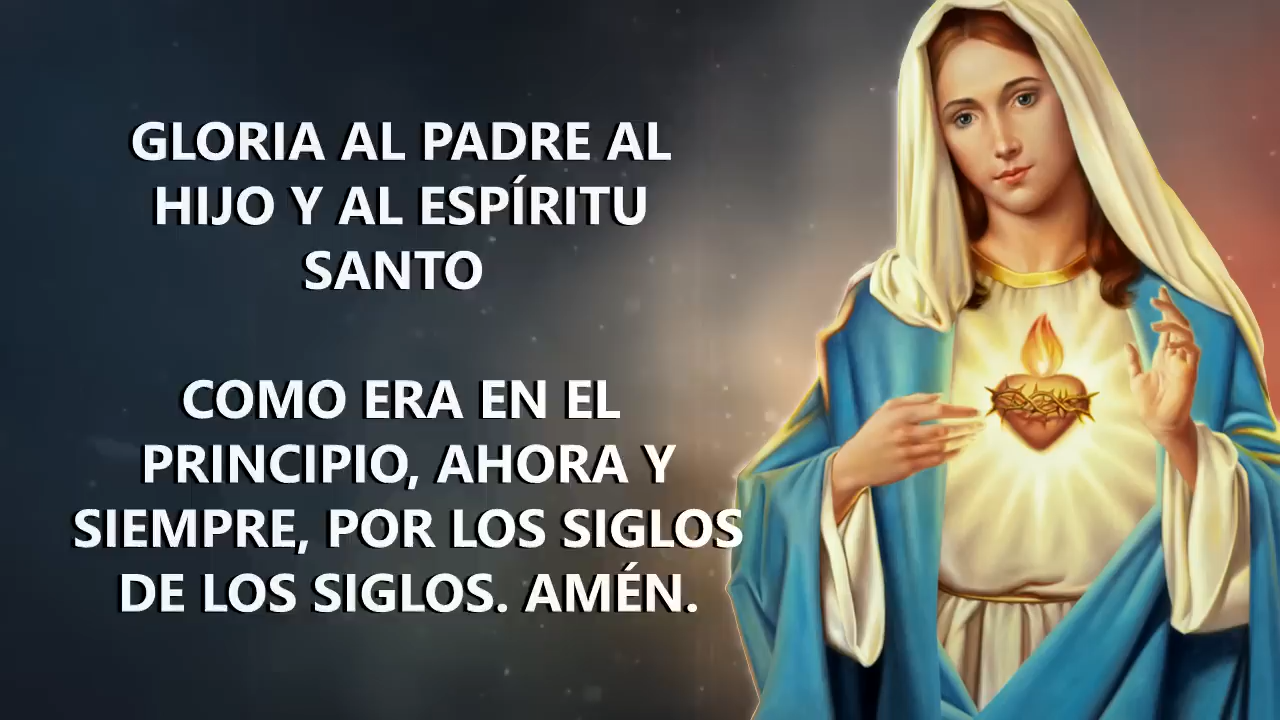 GLORIA AL PADRE AL
HIJO Y AL ESPÍRITU
SANTO
COMO ERA EN EL
PRINCIPIO, AHORA Y
SIEMPRE, POR LOS SIGLOS
DE LOS SIGLOS. AMÉN.